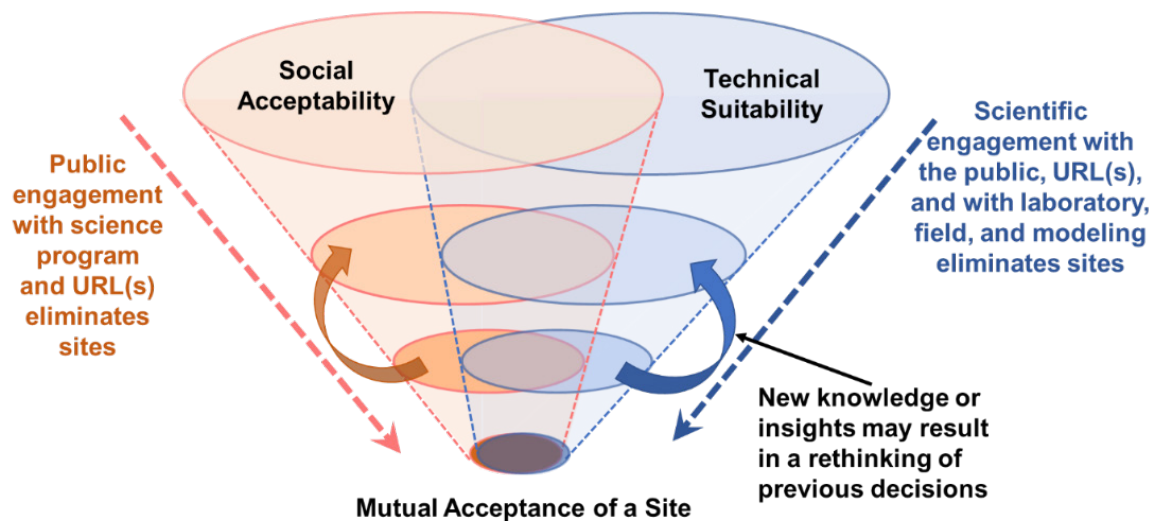 Social
Acceptability
Technical
Suitability
Public
engagement
with science
program
and URL(s)
eliminates
sites
Scientific
engagement with
the public, URL(s),
and with laboratory,
field, and modeling
eliminates sites
New knowledge or
insights may result
in a rethinking of
previous decisions
Mutual Acceptance of a Site